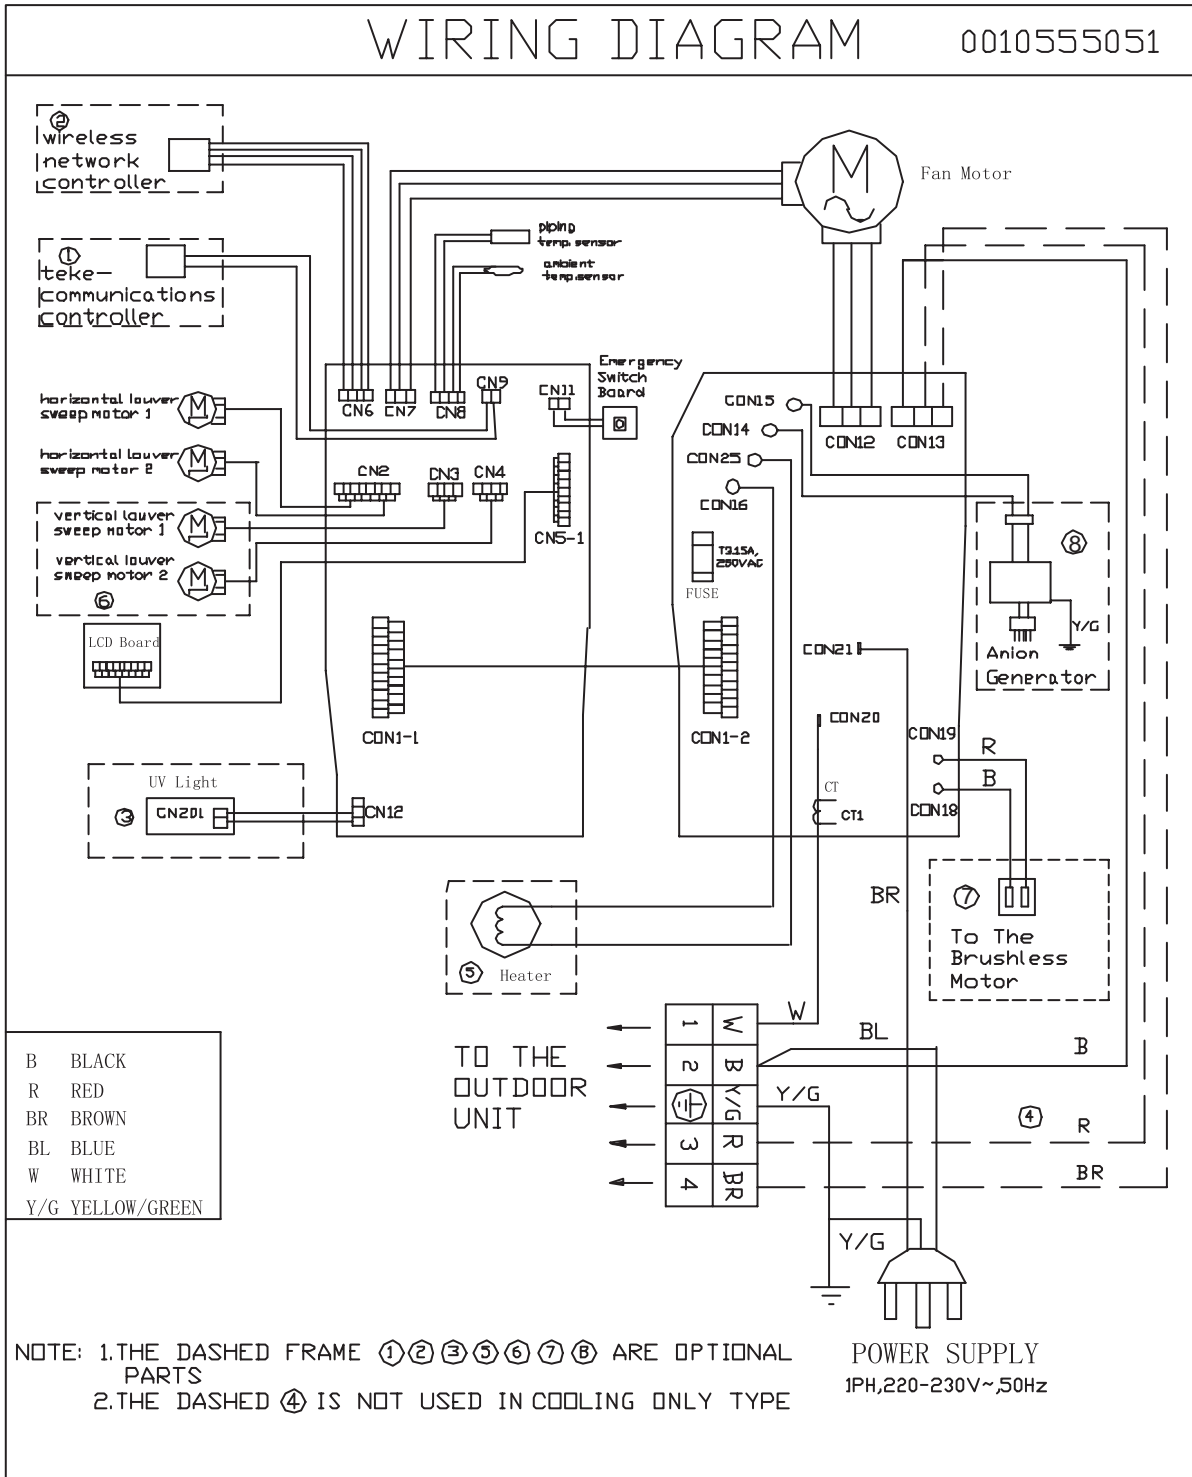 WIRING DIAGRAM
0010555051
2
wireless
network
controller
1
teke-
communications
controller
Fan Motor
piping
temp. sensor
ambient
temp.sensor
Emergency
Switch
Board
CN6
CN7
CN8
CN9
CN11
horizontal louver
sweep motor 1
M
horizontal louver
sweep motor 2
M
vertical louver
sweep motor 1
M
vertical louver
sweep motor 2
M
6
CN2
CN3
CN4
CN5-1
M
CON15
CON14
CON25
CON16
CON12
CON13
T3.15A,
250VAC
FUSE
8
Y/G
Anion
Generator
LCD Board
CON1-1
CON1-2
CON21
CON20
CON19
R
B
CON18
CT
CT1
UV Light
3
CN201
CN12
5
Heater
BR
7
To The
Brushless
Motor
B BLACK
R RED
BR BROWN
BL BLUE
W WHITE
Y/G YELLOW/GREEN
TO THE
OUTDOOR
UNIT
1 W
2 B
Y/G
3 R
4 BR
W
BL
B
Y/G
4
R
BR
Y/G
POWER SUPPLY
1PH,220-230V~,50Hz
NOTE: 1.THE DASHED FRAME 1 2 3 5 6 7 8 ARE OPTIONAL
PARTS
2.THE DASHED 4 IS NOT USED IN COOLING ONLY TYPE